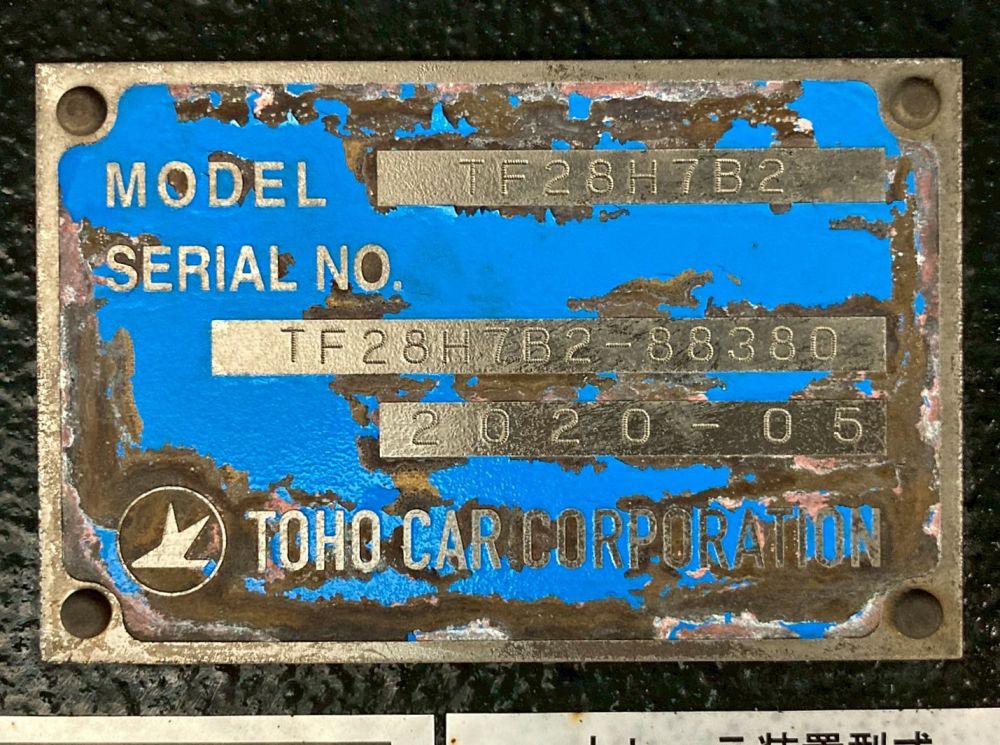 MODEL TF28H7B2
SERIAL NO.
TF28H7B2-88380
2020-05
TOHO CAR CORPORATION